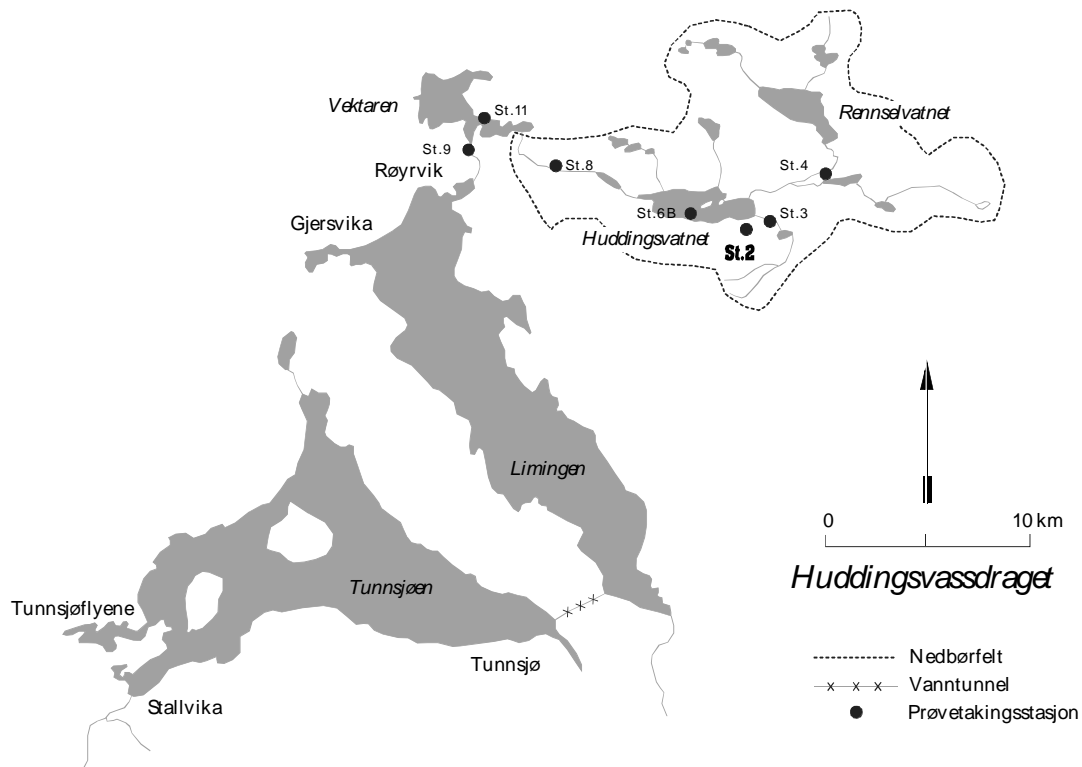 Vektaren
St.11
Rennselvatnet
St.9
Røyrvik
St.8
St.4
Gjersvika
St.6B
St.3
Huddingsvatnet
St.2
Limingen
0 10 km
Huddingsvassdraget
Tunnsjøen
Tunnsjøflyene
Tunnsjø
Stallvika
Nedbørfelt
Vanntunnel
Prøvetakingsstasjon